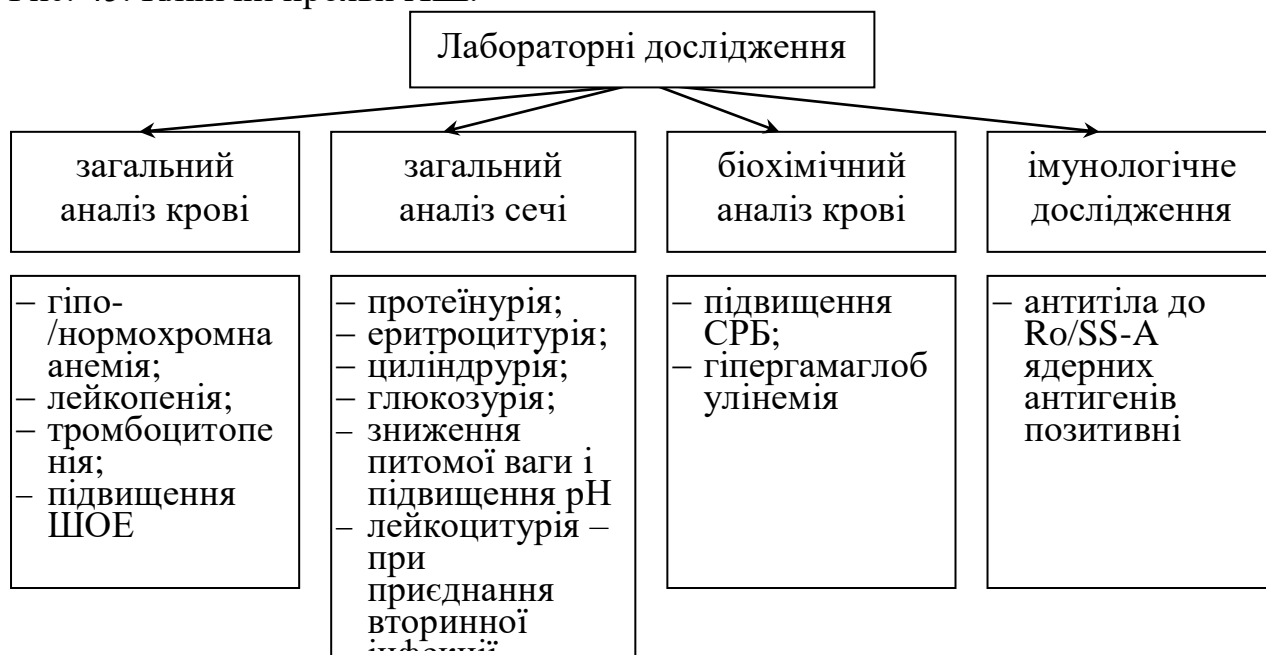 Лабораторні дослідження
загальний
аналіз крові
загальний
аналіз сечі
біохімічний
аналіз крові
імунологічне
дослідження
– гіпо-
/нормохромна
анемія;
– лейкопенія;
– тромбоцитопе
нія;
– підвищення
ШОЕ
– протеїнурія;
– еритроцитурія;
– циліндрурія;
– глюкозурія;
– зниження
питомої ваги і
підвищення рН
– лейкоцитурія –
при
приєднання
вторинної
– підвищення
СРБ;
– гіпергамаглоб
улінемія
– антитіла до
Ro/SS-A
ядерних
антигенів
позитивні